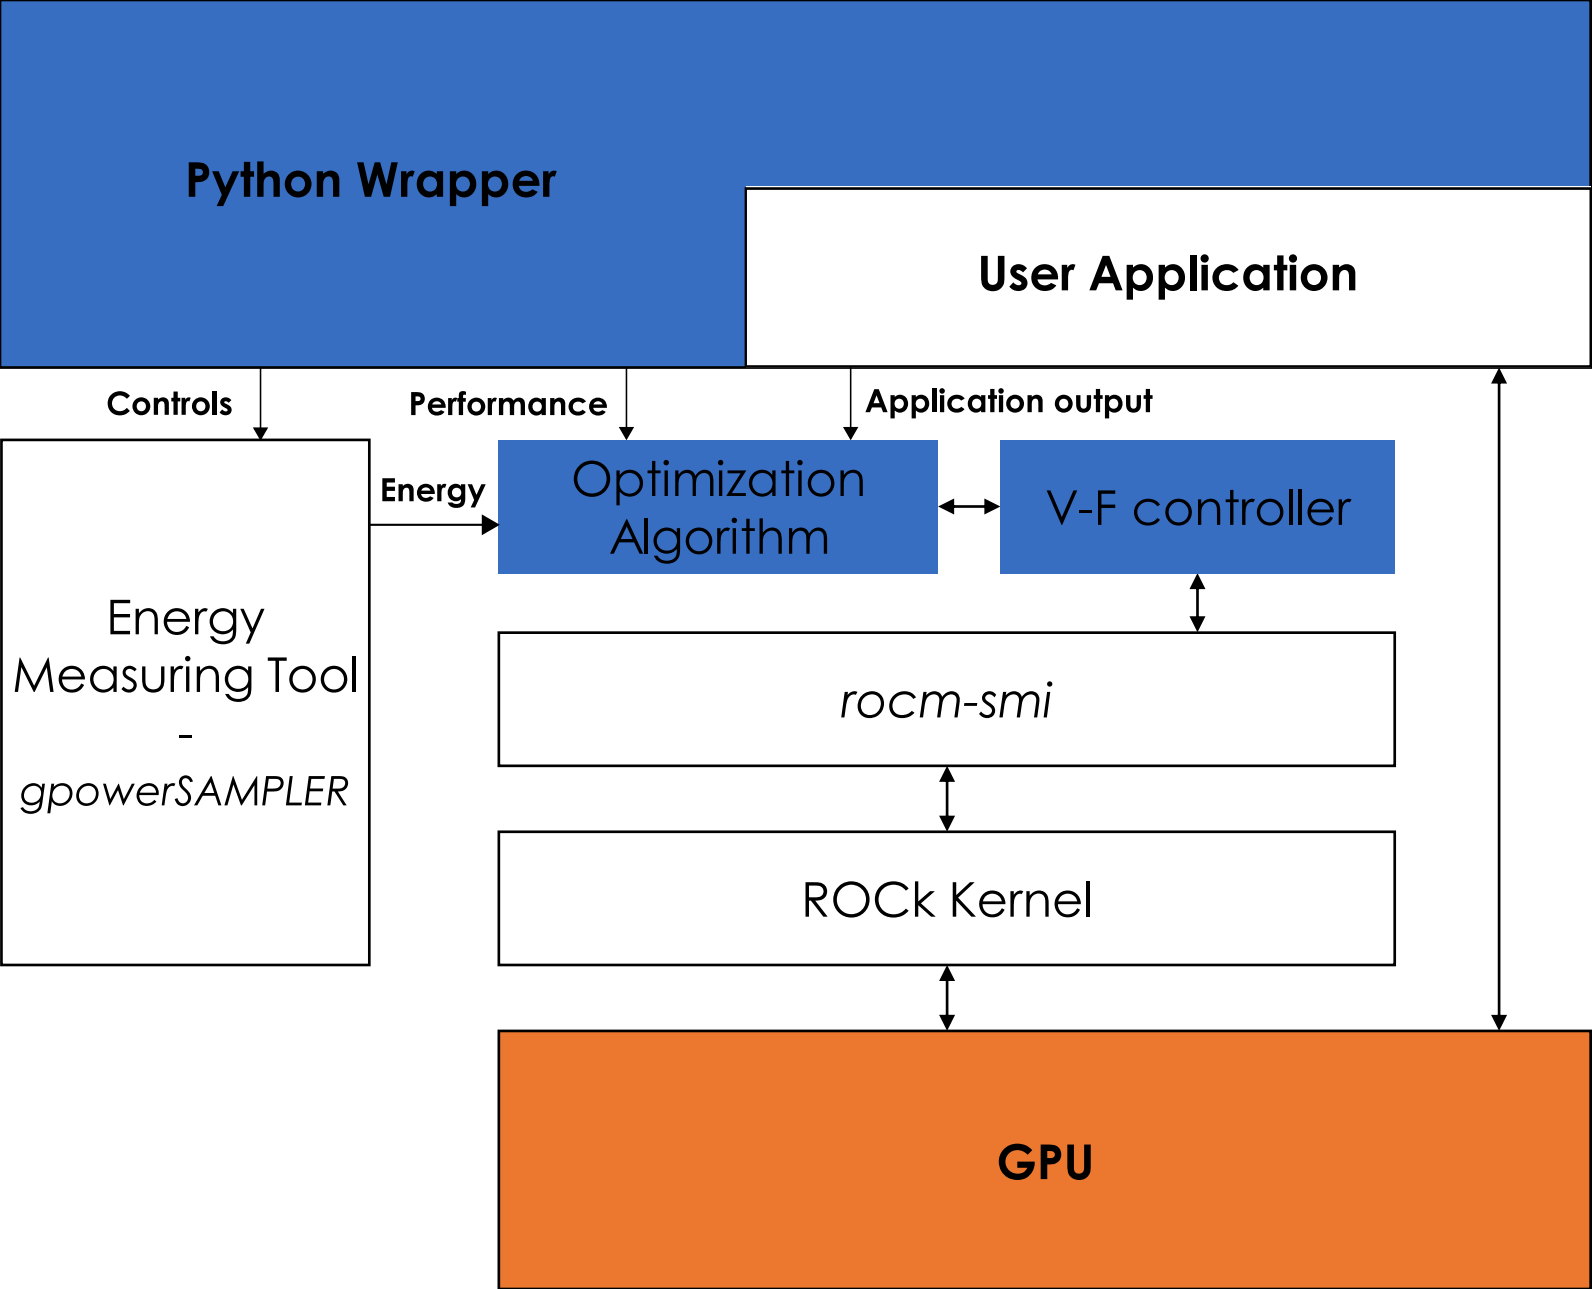 Python Wrapper
User Application
Controls
Performance
Application output
Energy
Optimization
Algorithm
V-F controller
Energy
Measuring Tool
-
gpowerSAMPLER
rocm-smi
ROCk Kernel
GPU